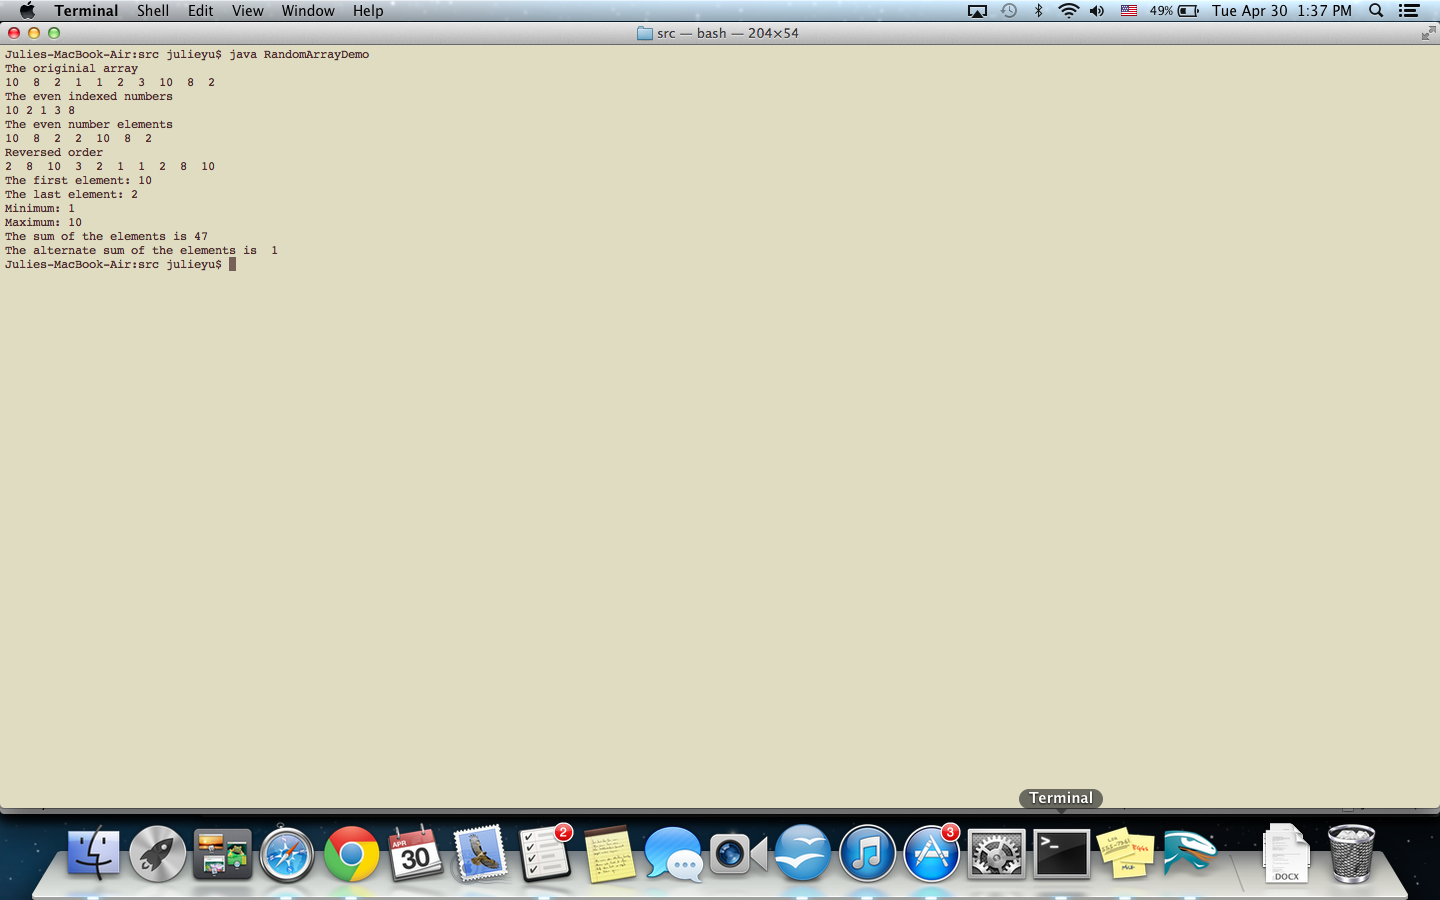 Terminal Shell Edit View Window Help 49% Tue Apr 30 1:37 PM
src — bash — 204×54
Julies-MacBook-Air:src julieyu$ java RandomArrayDemo
The originial array
10 8 2 1 1 2 3 10 8 2
The even indexed numbers
10 2 1 3 8
The even number elements
10 8 2 2 10 8 2
Reversed order
2 8 10 3 2 1 1 2 8 10
The first element: 10
The last element: 2
Minimum: 1
Maximum: 10
The sum of the elements is 47
The alternate sum of the elements is 1
Julies-MacBook-Air:src julieyu$
Terminal
APR
30
2
3
>_
DOCX